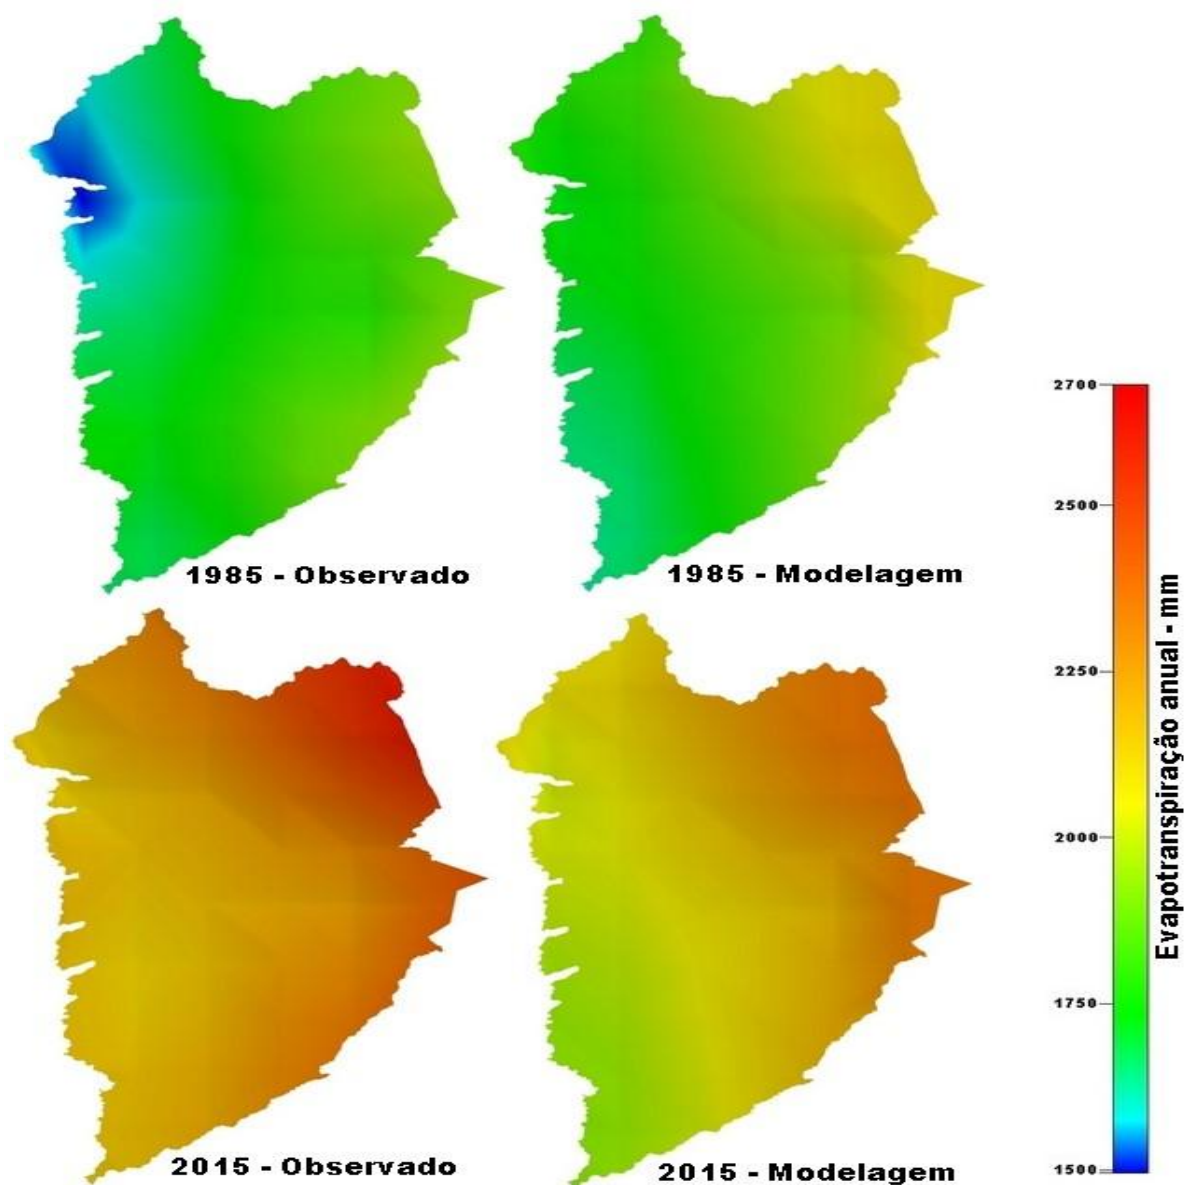 1985 - Observado
1985 - Modelagem
2015 - Observado
2015 - Modelagem
2700
2500
2250
2000
1750
1500
Evapotranspiração anual - mm